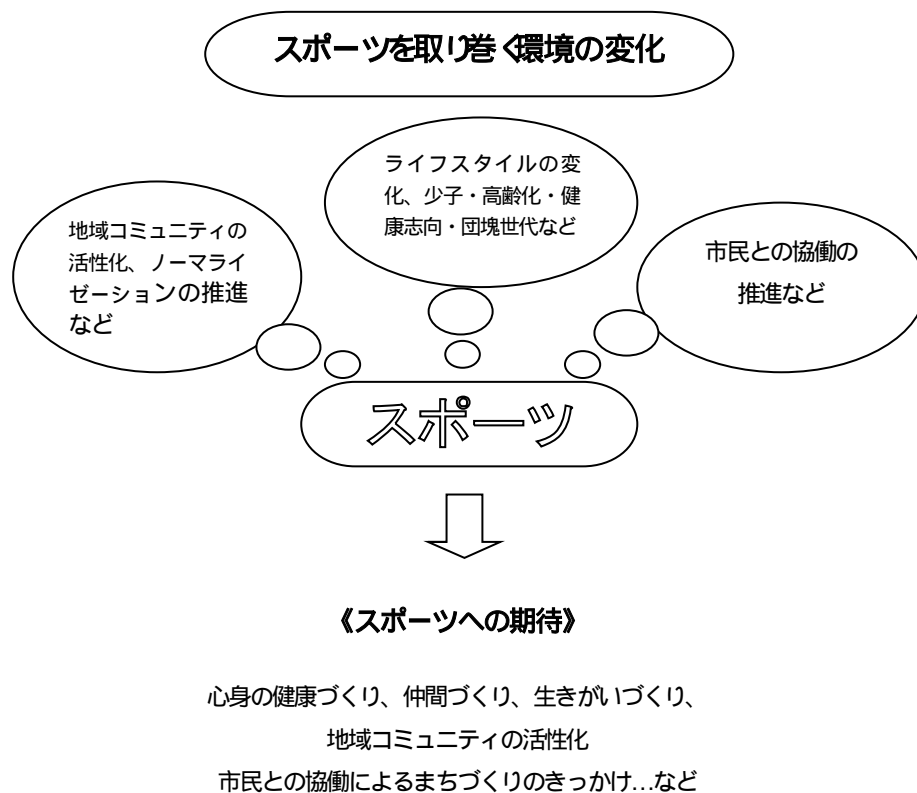 スポーツを取り巻く環境の変化
ライフスタイルの変
化、少子・高齢化・健
康志向・団塊世代など
地域コミュニティの
活性化、ノーマライ
ゼーションの推進
など
市民との協働の
推進など
スポーツ
《スポーツへの期待》
心身の健康づくり、仲間づくり、生きがいづくり、
地域コミュニティの活性化
市民との協働によるまちづくりのきっかけ…など